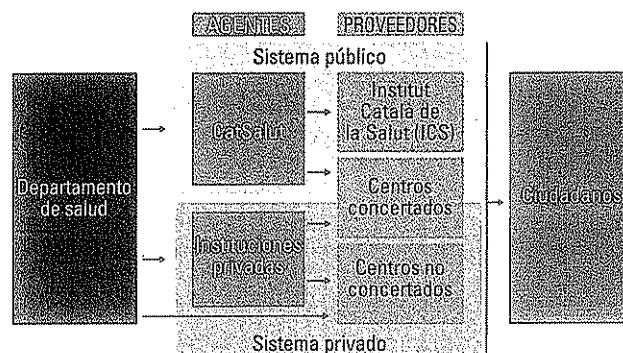 AGENTES
PROVEEDORES
Sistema público
Departamento
de salud
CatSalut
Institut
Català de
la Salut (ICS)
Centros
concertados
Instituciones
privadas
Centros no
concertados
Sistema privado
Ciudadanos